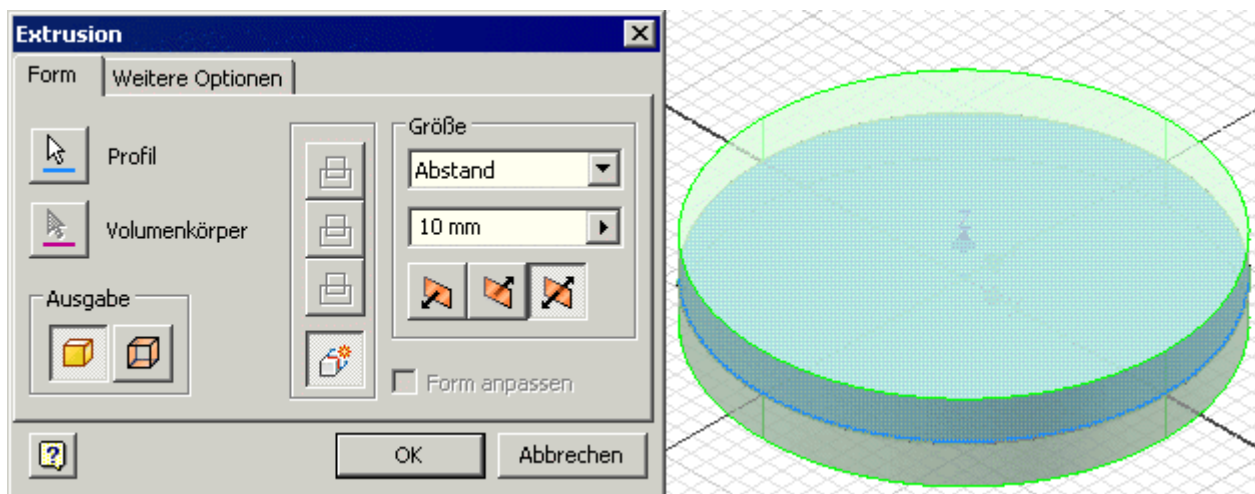 Extrusion
Form
Weitere Optionen
Profil
Volumenkörper
Ausgabe
Größe
Abstand
10 mm
Form anpassen
OK
Abbrechen